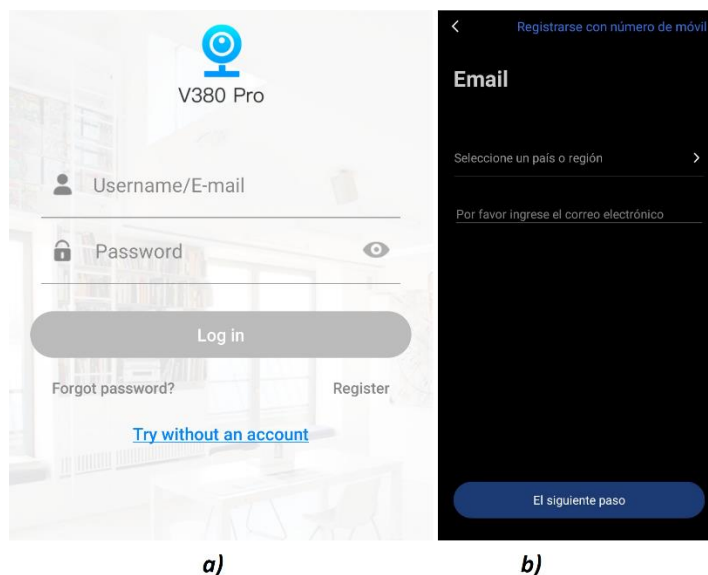 V380 Pro
Username/E-mail
Password
Log in
Forgot password? Register
Try without an account
a)
Registrarse con número de móvil
Email
Seleccione un país o región
Por favor ingrese el correo electrónico
El siguiente paso
b)